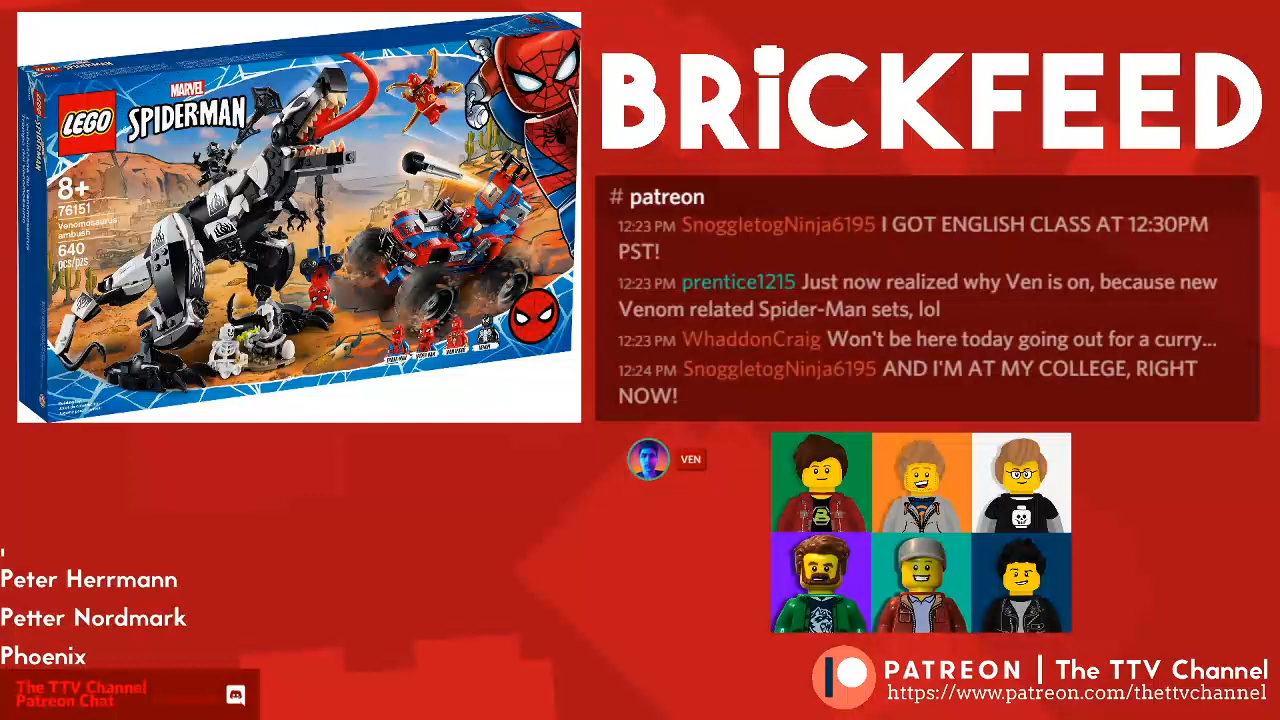 LEGO
MARVEL
SPIDERMAN
8+
76151
Venomosaurus
ambush
640
pcs/pzs
BRICKFEED
# patreon
12:23 PM SnoggletogNinja6195 I GOT ENGLISH CLASS AT 12:30PM
PST!
12:23 PM prentice1215 Just now realized why Ven is on, because new
Venom related Spider-Man sets, lol
12:23 PM WhaddonCraig Won't be here today going out for a curry...
12:24 PM SnoggletogNinja6195 AND I'M AT MY COLLEGE, RIGHT
NOW!
VEN
Peter Herrmann
Petter Nordmark
Phoenix
The TTV Channel
Patreon Chat
PATREON | The TTV Channel
https://www.patreon.com/thettvchannel